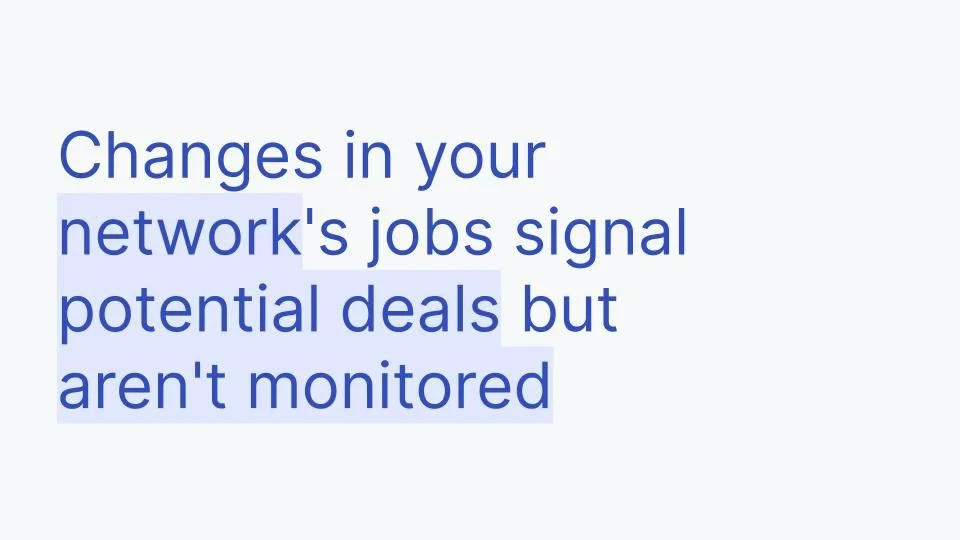 Changes in your
network's jobs signal
potential deals but
aren't monitored